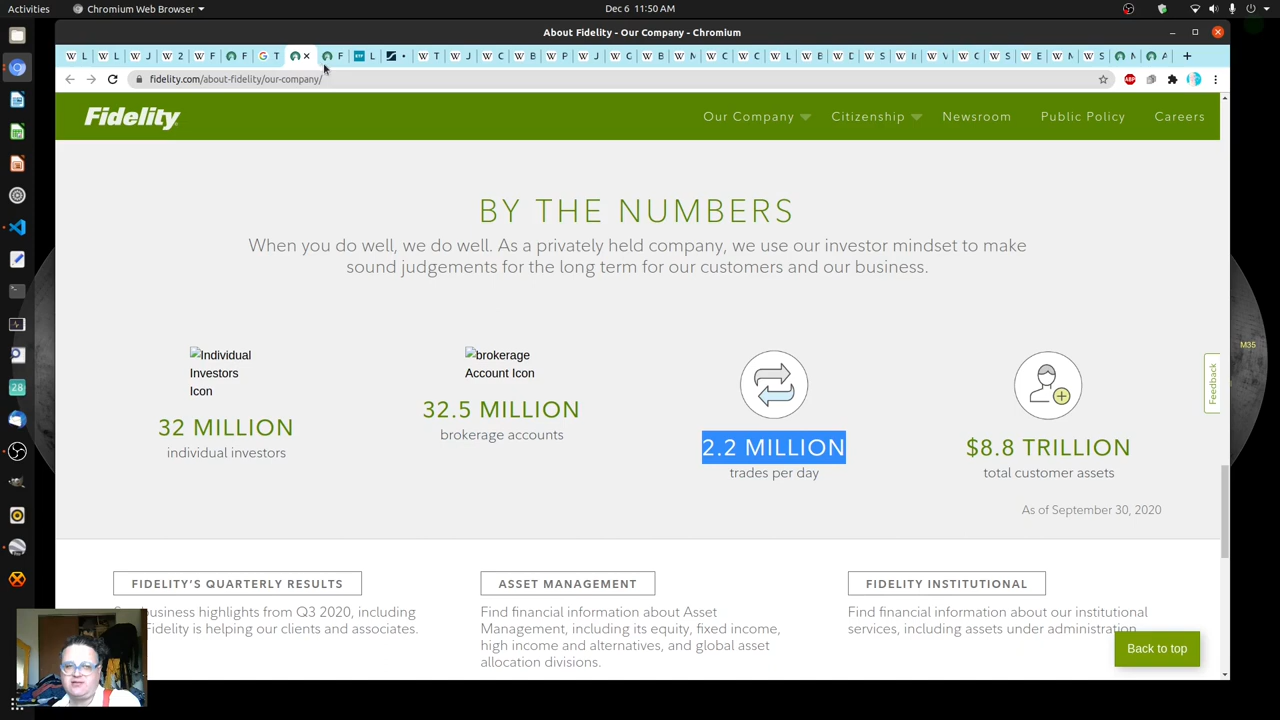 Activities
Chromium Web Browser
Dec 6 11:50 AM
About Fidelity - Our Company - Chromium
W L W J W 2 W F F G T F ETF L W T W J W C W B W P W J W G W B W M W C W L W B W D W S W I W V W E W M W S M A
fidelity.com/about-fidelity/our-company/
ABP
Fidelity
Our Company
Citizenship
Newsroom
Public Policy
Careers
BY THE NUMBERS
When you do well, we do well. As a privately held company, we use our investor mindset to make
sound judgements for the long term for our customers and our business.
Individual
Investors
Icon
32 MILLION
individual investors
brokerage
Account Icon
32.5 MILLION
brokerage accounts
2.2 MILLION
trades per day
$8.8 TRILLION
total customer assets
As of September 30, 2020
Feedback
M35
28
FIDELITY'S QUARTERLY RESULTS
business highlights from Q3 2020, including
Fidelity is helping our clients and associates.
ASSET MANAGEMENT
Find financial information about Asset
Management, including its equity, fixed income,
high income and alternatives, and global asset
allocation divisions.
FIDELITY INSTITUTIONAL
Find financial information about our institutional
services, including assets under administration.
Back to top